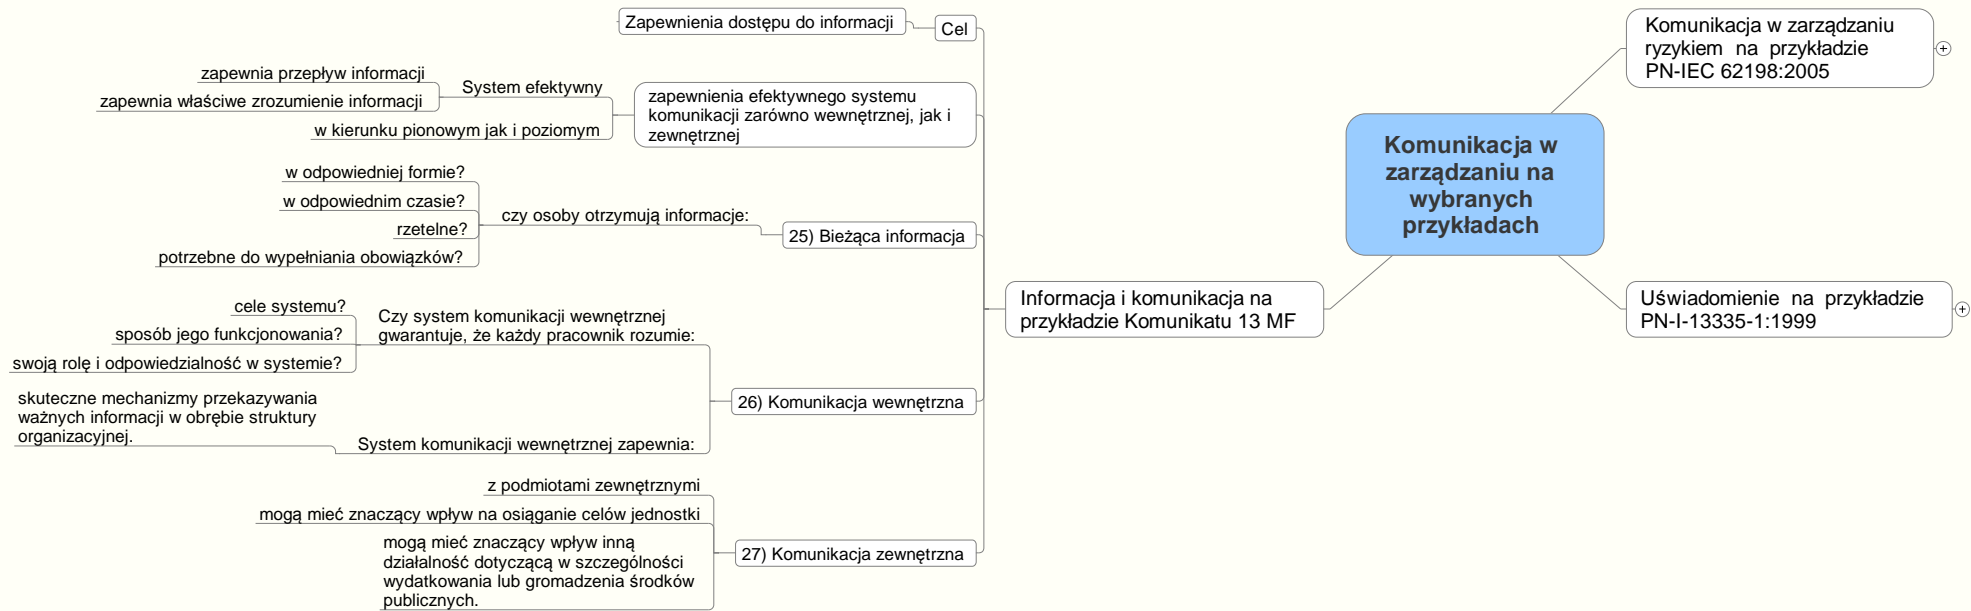 Komunikacja w
zarządzaniu na
wybranych
przykładach
Komunikacja w zarządzaniu
ryzykiem na przykładzie
PN-IEC 62198:2005
Uświadomienie na przykładzie
PN-I-13335-1:1999
Informacja i komunikacja na
przykładzie Komunikatu 13 MF
Cel
Zapewnienia dostępu do informacji
zapewnienia efektywnego systemu
komunikacji zarówno wewnętrznej, jak i
zewnętrznej
System efektywny
zapewnia przepływ informacji
zapewnia właściwe zrozumienie informacji
w kierunku pionowym jak i poziomym
25) Bieżąca informacja
czy osoby otrzymują informacje:
w odpowiedniej formie?
w odpowiednim czasie?
rzetelne?
potrzebne do wypełniania obowiązków?
26) Komunikacja wewnętrzna
Czy system komunikacji wewnętrznej
gwarantuje, że każdy pracownik rozumie:
cele systemu?
sposób jego funkcjonowania?
swoją rolę i odpowiedzialność w systemie?
System komunikacji wewnętrznej zapewnia:
skuteczne mechanizmy przekazywania
ważnych informacji w obrębie struktury
organizacyjnej.
27) Komunikacja zewnętrzna
z podmiotami zewnętrznymi
mogą mieć znaczący wpływ na osiąganie celów jednostki
mogą mieć znaczący wpływ inną
działalność dotyczącą w szczególności
wydatkowania lub gromadzenia środków
publicznych.